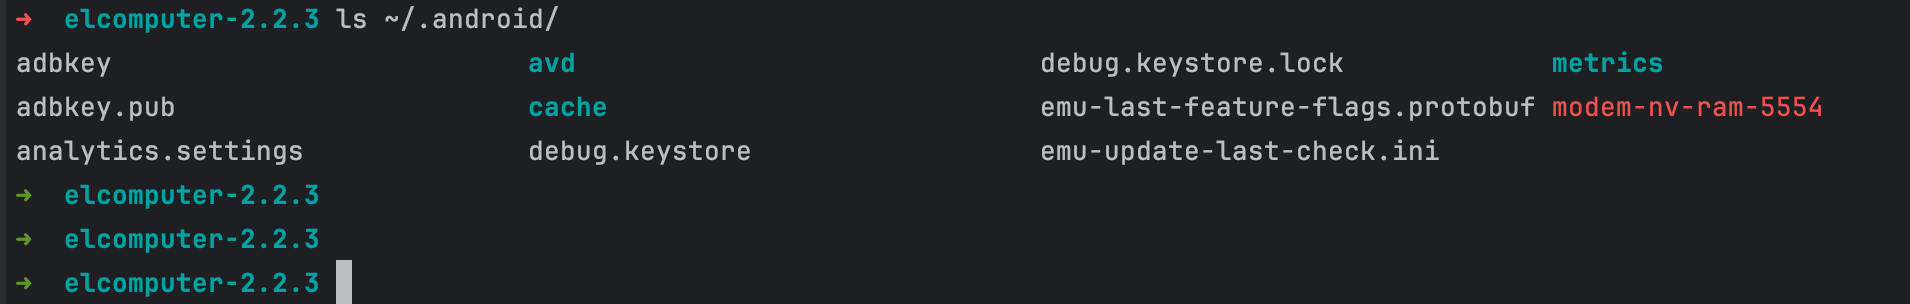 ➜ elcomputer-2.2.3 ls ~/.android/
adbkey avd debug.keystore.lock metrics
adbkey.pub cache emu-last-feature-flags.protobuf modem-nv-ram-5554
analytics.settings debug.keystore emu-update-last-check.ini
➜ elcomputer-2.2.3
➜ elcomputer-2.2.3
➜ elcomputer-2.2.3